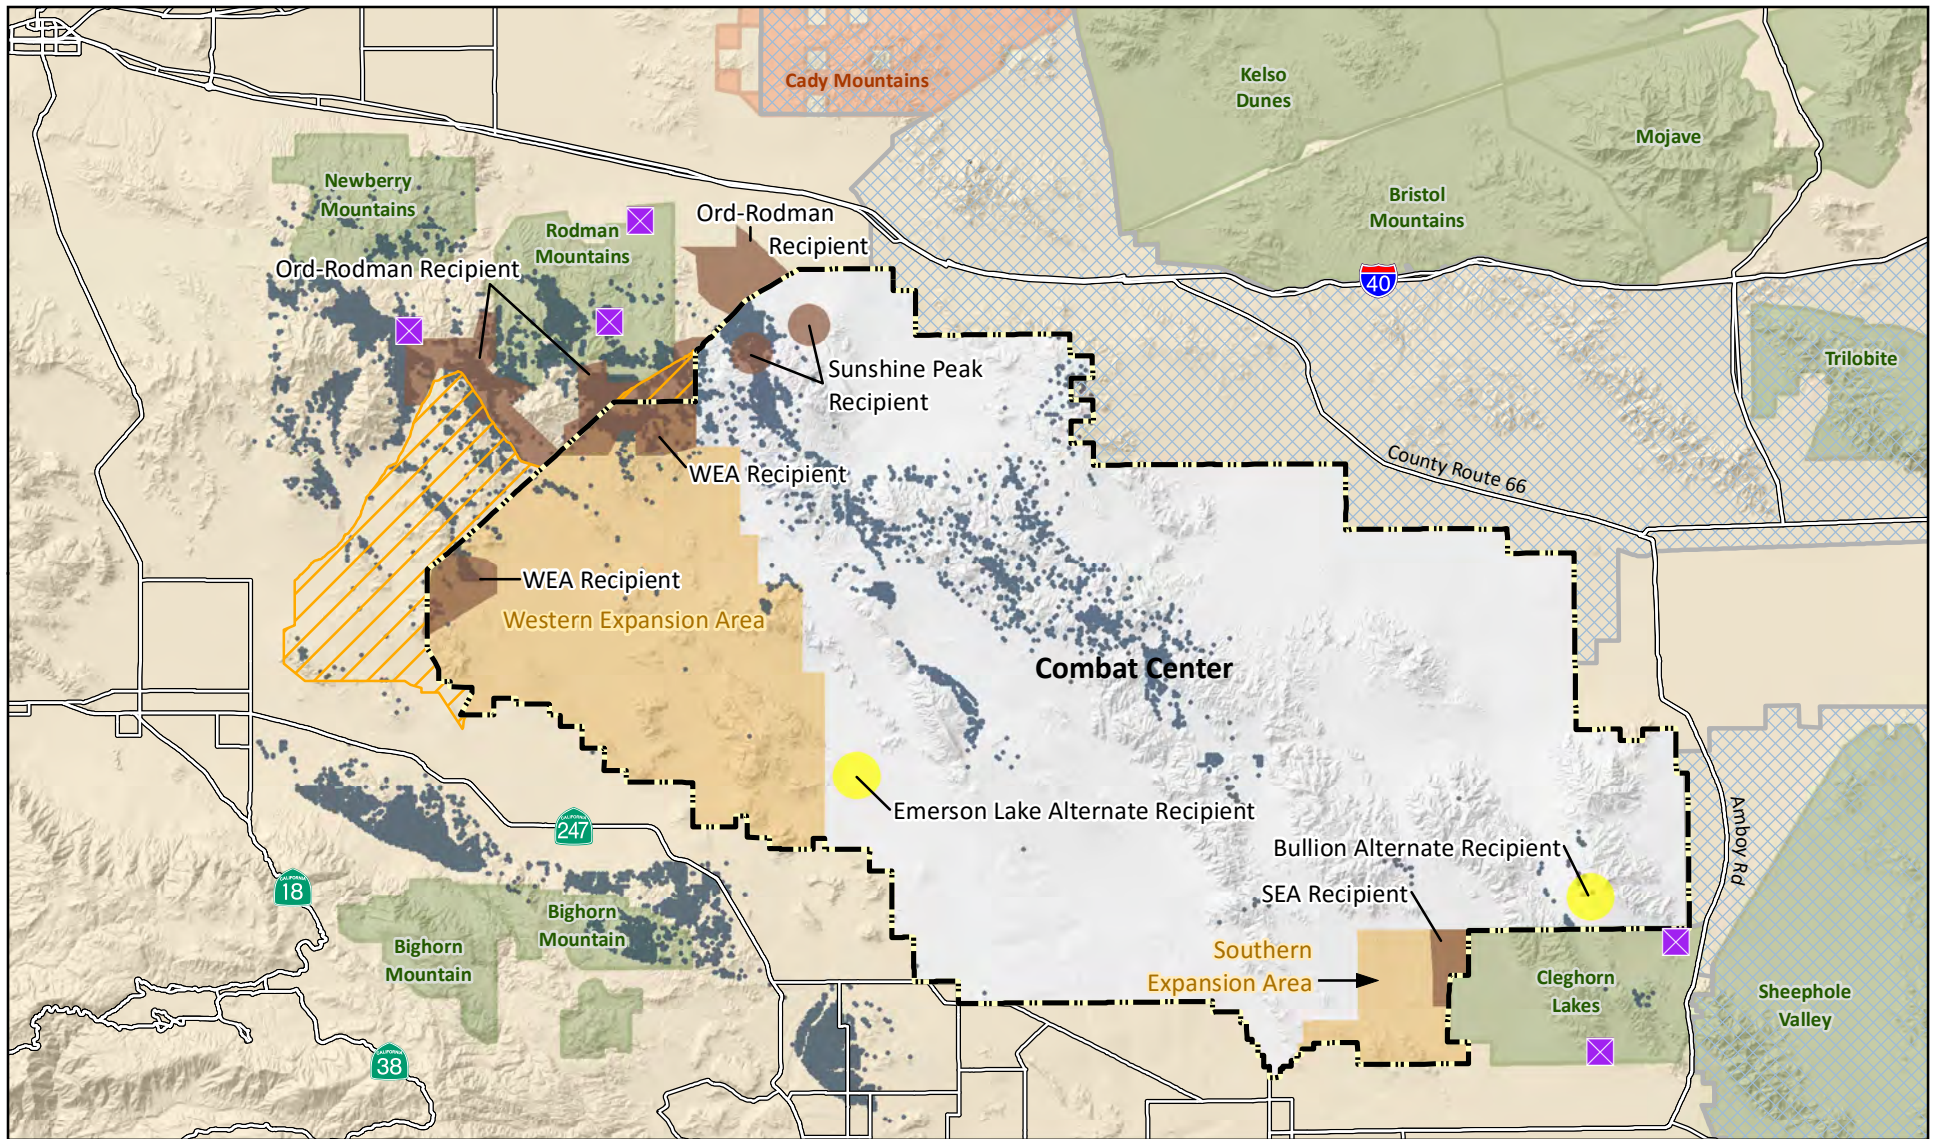 Cady Mountains
Kelso
Dunes
Mojave
Newberry
Mountains
Bristol
Mountains
Rodman
Mountains
Ord-Rodman
Recipient
Ord-Rodman Recipient
40
Sunshine Peak
Recipient
Trilobite
WEA Recipient
County Route 66
WEA Recipient
Western Expansion Area
Combat Center
Emerson Lake Alternate Recipient
CALIFORNIA
247
Bullion Alternate Recipient
Amboy Rd
CALIFORNIA
18
SEA Recipient
Bighorn
Mountain
Bighorn
Mountain
Southern
Expansion Area
Cleghorn
Lakes
Sheephole
Valley
CALIFORNIA
38